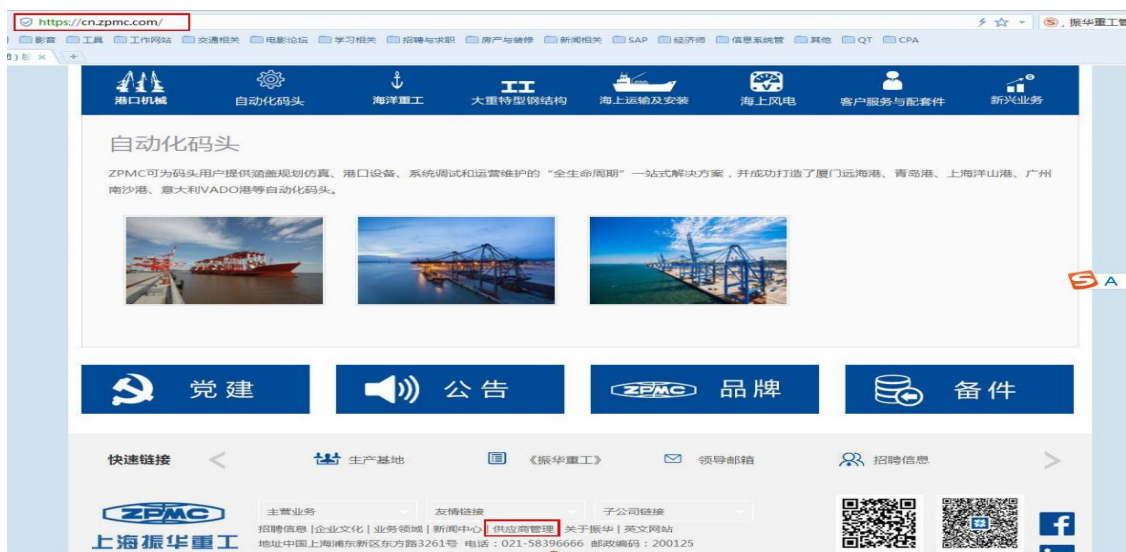 https://cn.zpmc.com/
振华重工管
影音 工具 工作网站 交通相关 电影论坛 学习相关 招聘与求职 房产与装修 新闻相关 SAP 经济师 信息系统管 其他 QT CPA
港口机械 自动化码头 海洋重工 大重特型钢结构 海上运输及安装 海上风电 客户服务与配套件 新兴业务
自动化码头
ZPMC可为码头用户提供涵盖规划仿真、港口设备、系统调试和运营维护的“全生命周期”一站式解决方案，并成功打造了厦门远海港、青岛港、上海洋山港、广州
南沙港、意大利VADO港等自动化码头。
S A
党建 公告 ZPMC 品牌 备件
快速链接 < 生产基地 《振华重工》 领导邮箱 招聘信息 >
ZPMC
上海振华重工
主营业务 友情链接 子公司链接
招聘信息|企业文化|业务领域|新闻中心|供应商管理|关于振华|英文网站
地址中国上海浦东新区东方路3261号 电话：021-58396666 邮政编码：200125